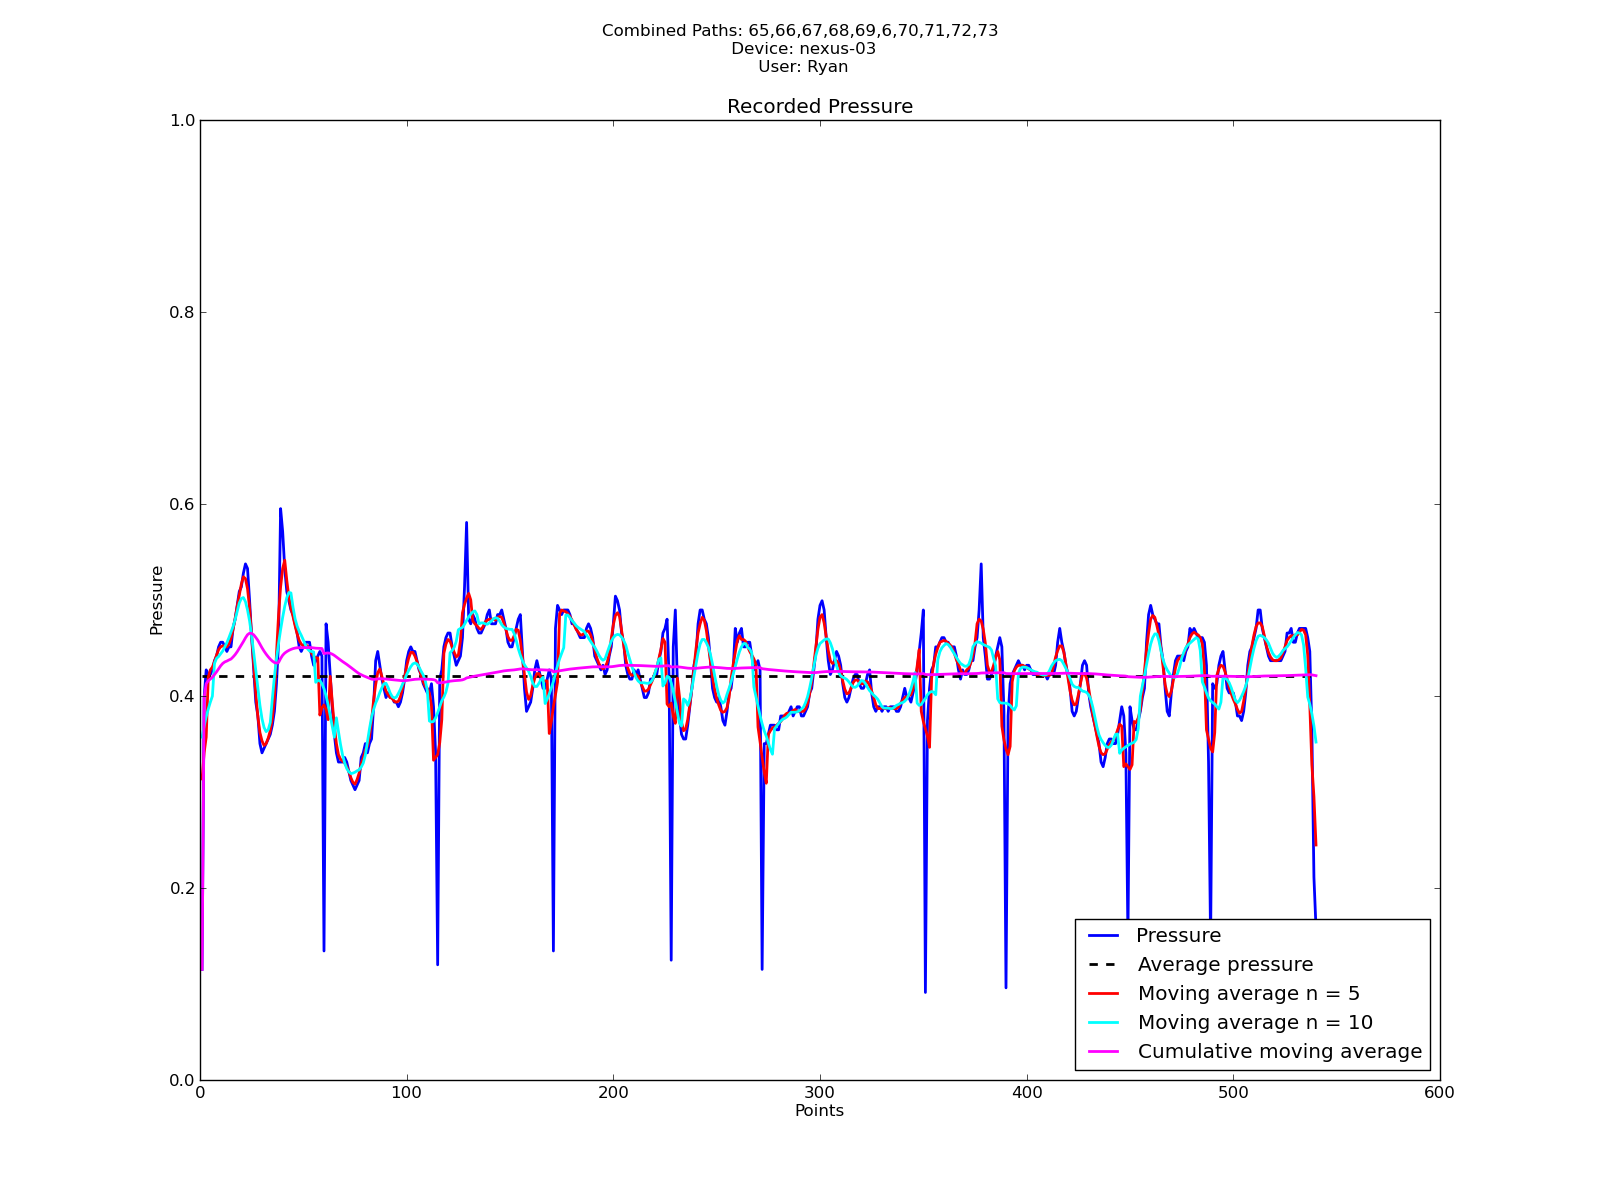 Combined Paths: 65,66,67,68,69,6,70,71,72,73
Device: nexus-03
User: Ryan
Recorded Pressure
1.0
0.8
0.6
0.4
0.2
0.0
Pressure
0 100 200 300 400 500 600
Points
Pressure
Average pressure
Moving average n = 5
Moving average n = 10
Cumulative moving average